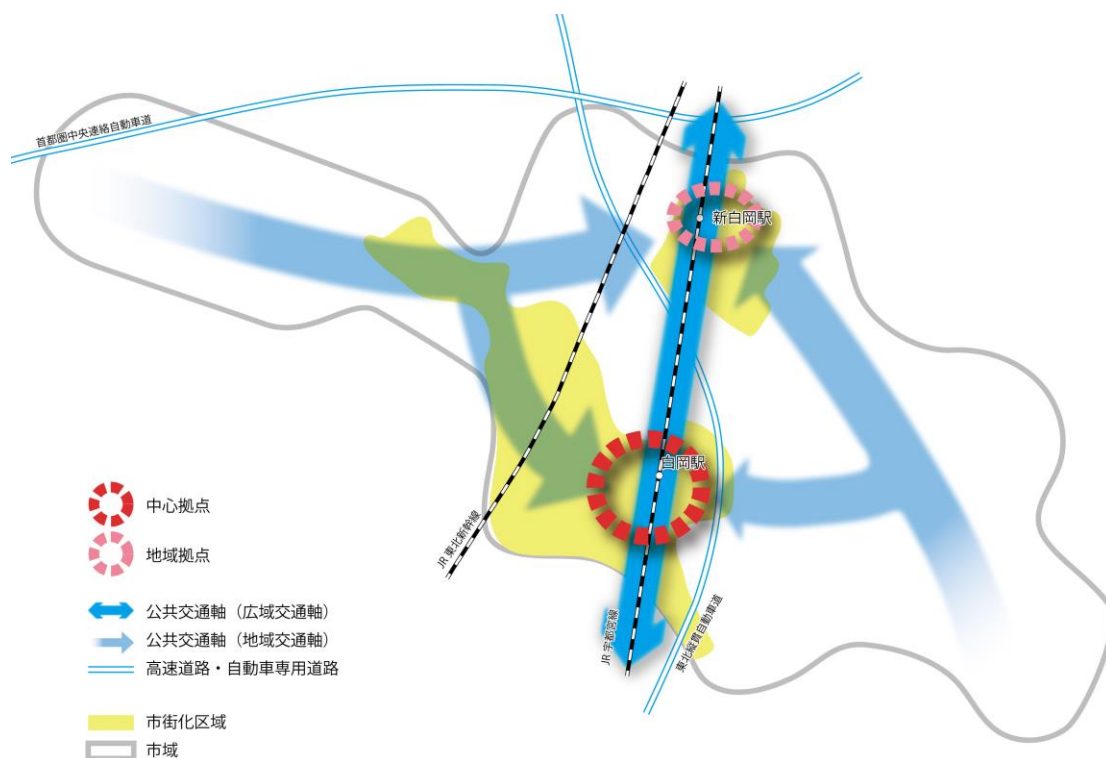 首都圏中央連絡自動車道
新白岡駅
白岡駅
JR 東北新幹線
JR 宇都宮線
東北縦貫自動車道
中心拠点
地域拠点
公共交通軸（広域交通軸）
公共交通軸（地域交通軸）
高速道路・自動車専用道路
市街化区域
市域